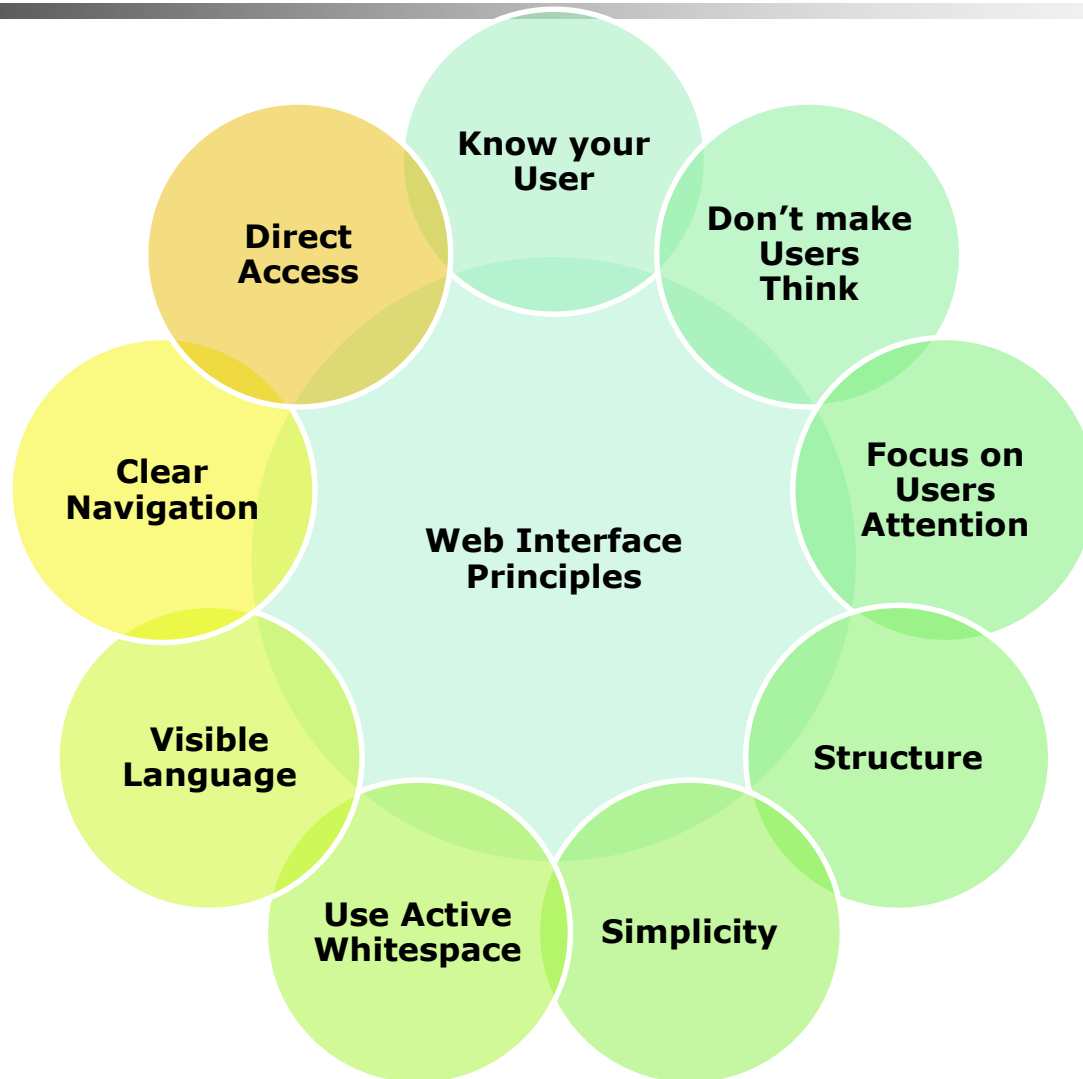 Know your
User
Don’t make
Users
Think
Focus on
Users
Attention
Structure
Simplicity
Use Active
Whitespace
Visible
Language
Clear
Navigation
Direct
Access
Web Interface
Principles